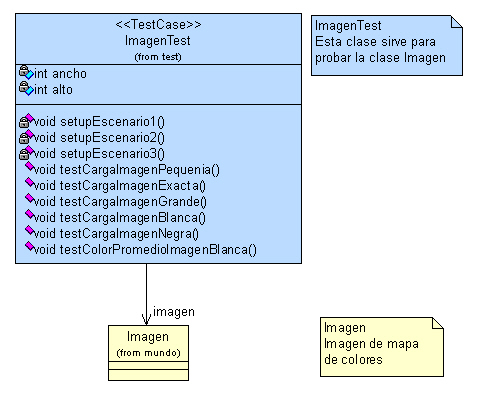 <<TestCase>>
ImagenTest
(from test)
int ancho
int alto
void setupEscenario1()
void setupEscenario2()
void setupEscenario3()
void testCargaImagenPequenia()
void testCargaImagenExacta()
void testCargaImagenGrande()
void testCargaImagenBlanca()
void testCargaImagenNegra()
void testColorPromedioImagenBlanca()
ImagenTest
Esta clase sirve para
probar la clase Imagen
imagen
Imagen
(from mundo)
Imagen
Imagen de mapa
de colores